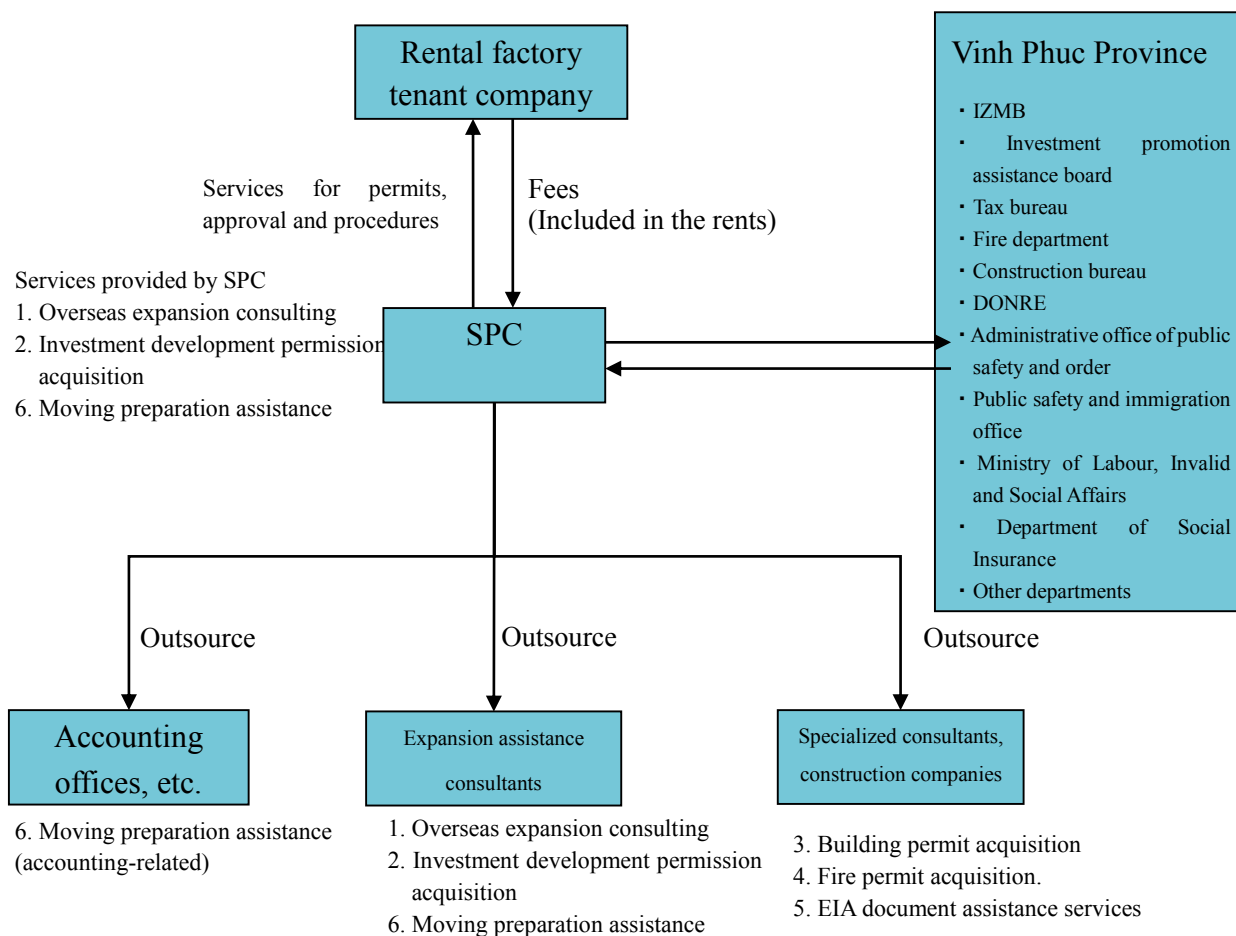 Rental factory
tenant company
Vinh Phuc Province
・ IZMB
・ Investment promotion
assistance board
・ Tax bureau
・ Fire department
・ Construction bureau
・ DONRE
・ Administrative office of public
safety and order
・ Public safety and immigration
office
・ Ministry of Labour, Invalid
and Social Affairs
・ Department of Social
Insurance
・ Other departments
Services for permits,
approval and procedures
Fees
(Included in the rents)
Services provided by SPC
1. Overseas expansion consulting
2. Investment development permission
acquisition
6. Moving preparation assistance
SPC
Outsource
Outsource
Outsource
Accounting
offices, etc.
6. Moving preparation assistance
(accounting-related)
Expansion assistance
consultants
1. Overseas expansion consulting
2. Investment development permission
acquisition
6. Moving preparation assistance
Specialized consultants,
construction companies
3. Building permit acquisition
4. Fire permit acquisition.
5. EIA document assistance services